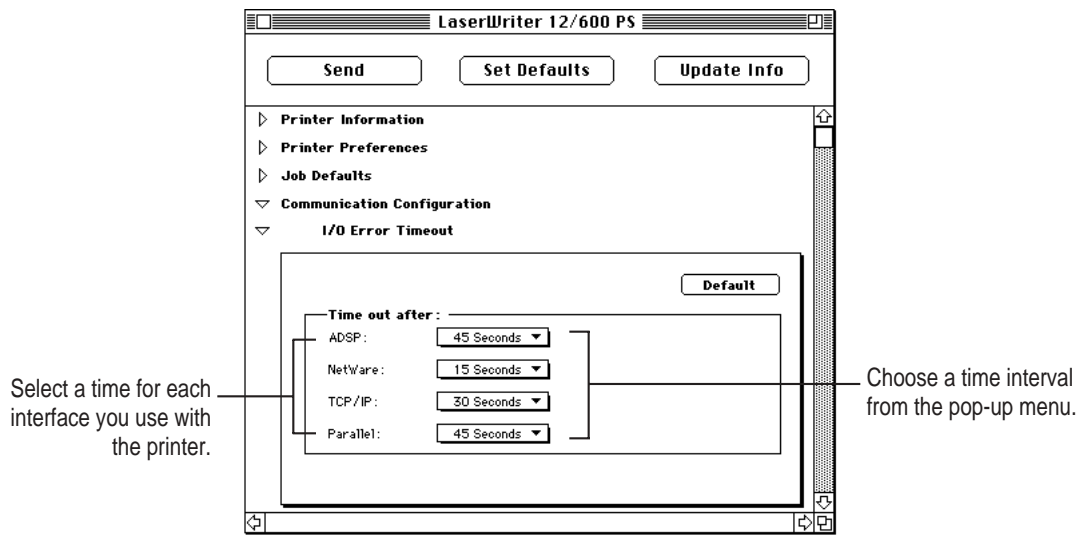 LaserWriter 12/600 PS
Send Set Defaults Update Info
Printer Information
Printer Preferences
Job Defaults
Communication Configuration
I/O Error Timeout
Default
Time out after:
ADSP: 45 Seconds
NetWare: 15 Seconds
TCP/IP: 30 Seconds
Parallel: 45 Seconds
Select a time for each
interface you use with
the printer.
Choose a time interval
from the pop-up menu.